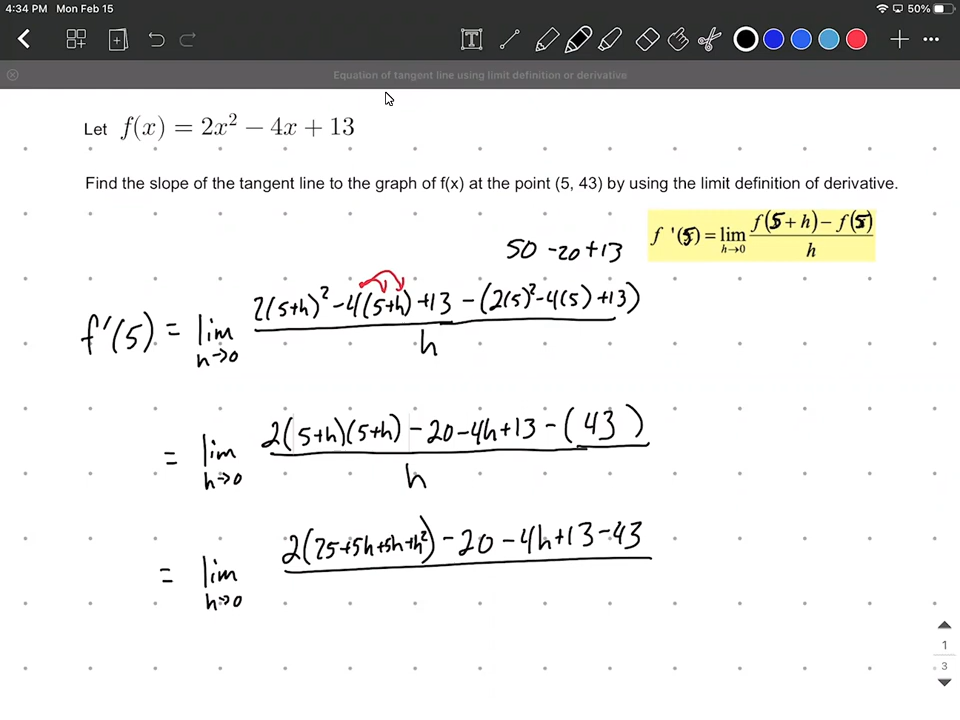 4:34 PM Mon Feb 15
50%
Equation of tangent line using limit definition or derivative
Let f(x) = 2x² − 4x + 13
Find the slope of the tangent line to the graph of f(x) at the point (5, 43) by using the limit definition of derivative.
f '(5) = lim h→0 f(5 + h) − f(5) / h
50 -20 +13
f'(5) = lim h→0 2(5+h)² -4(5+h) +13 - (2(5)² -4(5) +13) / h
= lim h→0 2(5+h)(5+h) - 20 - 4h + 13 - ( 43 ) / h
= lim h→0 2(25+5h+5h+h²) - 20 - 4h + 13 - 43
1
3